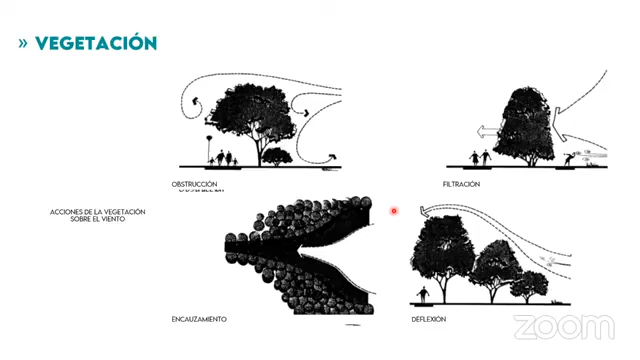 » VEGETACIÓN
OBSTRUCCIÓN
FILTRACIÓN
ACCIONES DE LA VEGETACIÓN
SOBRE EL VIENTO
ENCAUZAMIENTO
DEFLEXIÓN
zoom